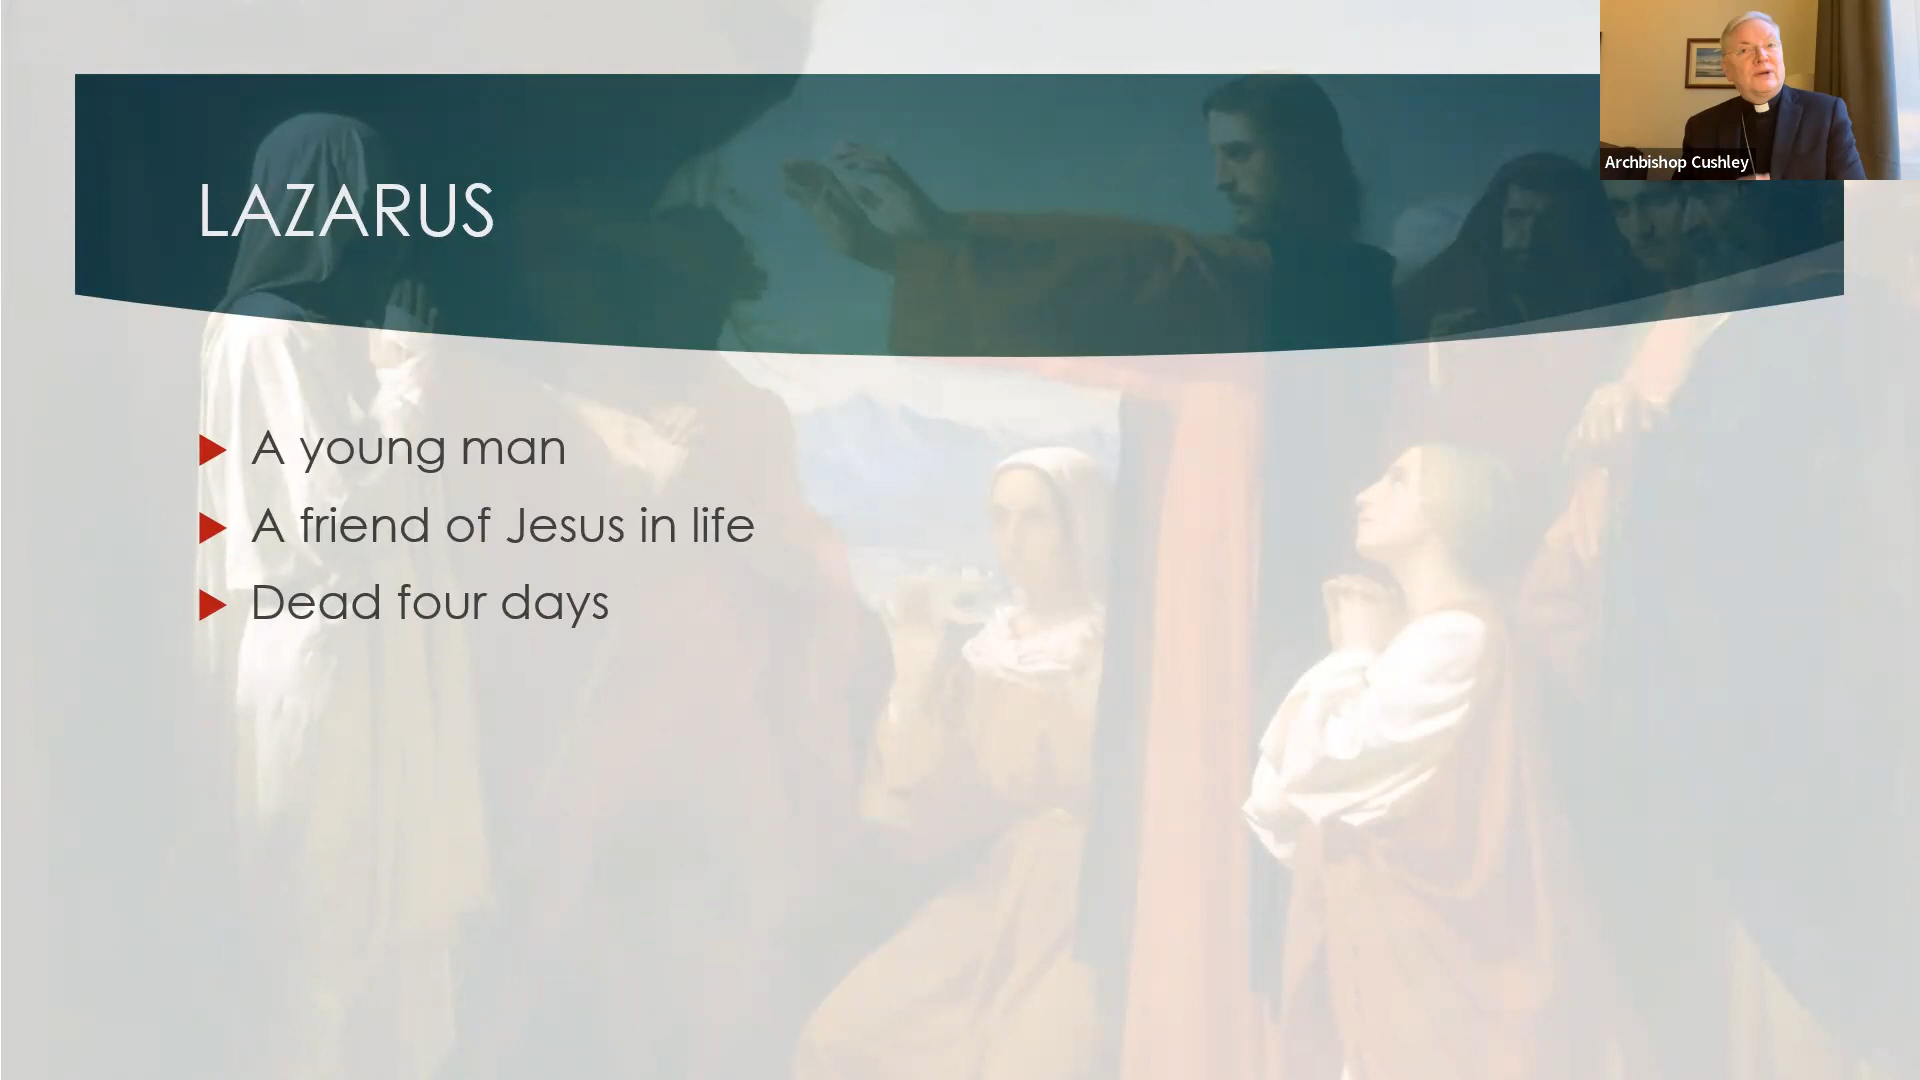 Archbishop Cushley
LAZARUS
A young man
A friend of Jesus in life
Dead four days